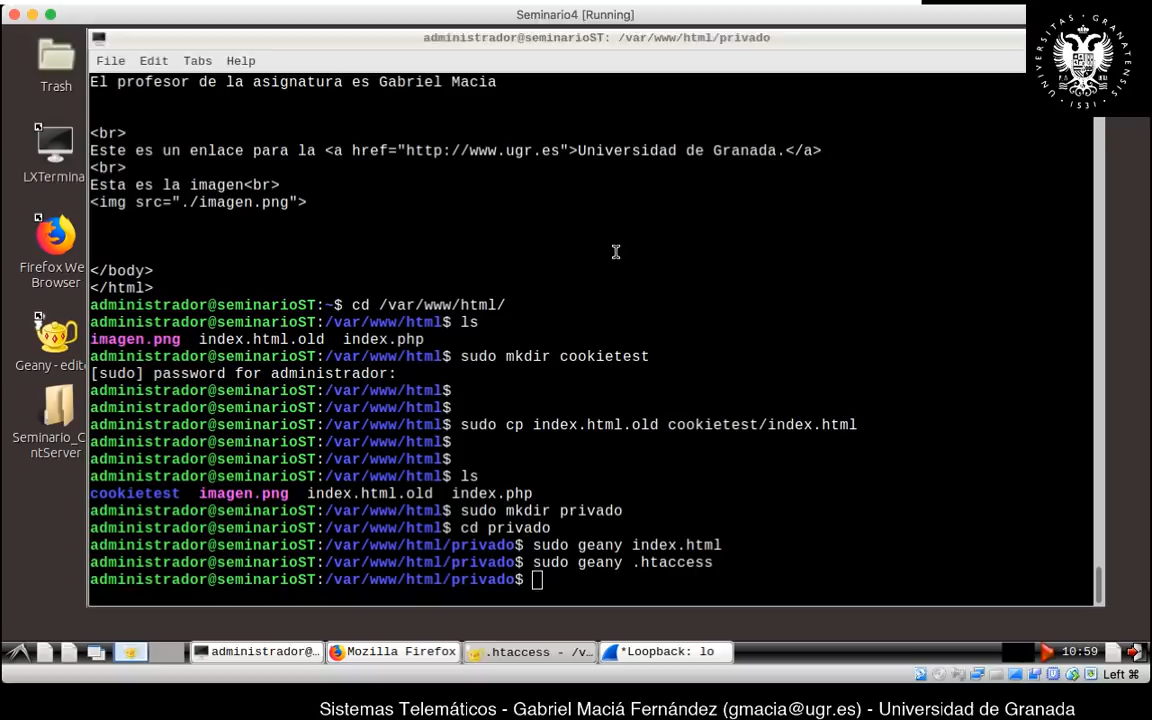 Seminario4 [Running]
administrador@seminarioST: /var/www/html/privado
File Edit Tabs Help
El profesor de la asignatura es Gabriel Macia
<br>
Este es un enlace para la <a href="http://www.ugr.es">Universidad de Granada.</a>
<br>
Esta es la imagen<br>
<img src="./imagen.png">
</body>
</html>
administrador@seminarioST:~$ cd /var/www/html/
administrador@seminarioST:/var/www/html$ ls
imagen.png index.html.old index.php
administrador@seminarioST:/var/www/html$ sudo mkdir cookietest
[sudo] password for administrador:
administrador@seminarioST:/var/www/html$
administrador@seminarioST:/var/www/html$
administrador@seminarioST:/var/www/html$ sudo cp index.html.old cookietest/index.html
administrador@seminarioST:/var/www/html$
administrador@seminarioST:/var/www/html$
administrador@seminarioST:/var/www/html$ ls
cookietest imagen.png index.html.old index.php
administrador@seminarioST:/var/www/html$ sudo mkdir privado
administrador@seminarioST:/var/www/html$ cd privado
administrador@seminarioST:/var/www/html/privado$ sudo geany index.html
administrador@seminarioST:/var/www/html/privado$ sudo geany .htaccess
administrador@seminarioST:/var/www/html/privado$
Trash
LXTermina
Firefox We
Browser
Geany - edit
Seminario_C
ntServer
UNIVERSITAS GRANATENSIS 1531
administrador@... Mozilla Firefox .htaccess - /v... *Loopback: lo 10:59
Left ⌘
Sistemas Telemáticos - Gabriel Maciá Fernández (gmacia@ugr.es) - Universidad de Granada